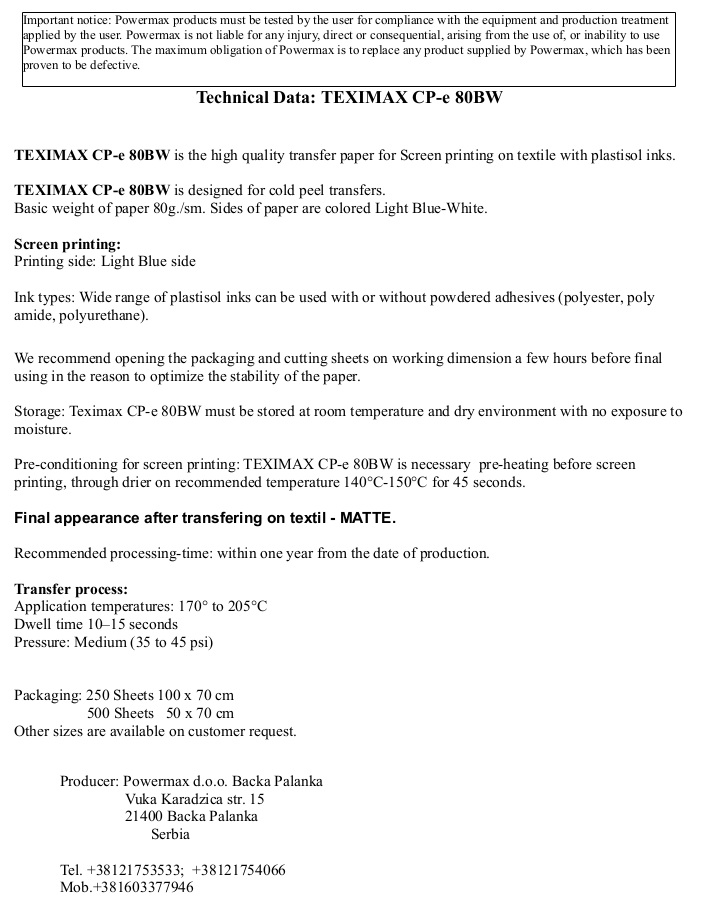 Important notice: Powermax products must be tested by the user for compliance with the equipment and production treatment
applied by the user. Powermax is not liable for any injury, direct or consequential, arising from the use of, or inability to use
Powermax products. The maximum obligation of Powermax is to replace any product supplied by Powermax, which has been
proven to be defective.
Technical Data: TEXIMAX CP-e 80BW
TEXIMAX CP-e 80BW is the high quality transfer paper for Screen printing on textile with plastisol inks.
TEXIMAX CP-e 80BW is designed for cold peel transfers.
Basic weight of paper 80g./sm. Sides of paper are colored Light Blue-White.
Screen printing:
Printing side: Light Blue side
Ink types: Wide range of plastisol inks can be used with or without powdered adhesives (polyester, poly
amide, polyurethane).
We recommend opening the packaging and cutting sheets on working dimension a few hours before final
using in the reason to optimize the stability of the paper.
Storage: Teximax CP-e 80BW must be stored at room temperature and dry environment with no exposure to
moisture.
Pre-conditioning for screen printing: TEXIMAX CP-e 80BW is necessary pre-heating before screen
printing, through drier on recommended temperature 140°C-150°C for 45 seconds.
Final appearance after transfering on textil - MATTE.
Recommended processing-time: within one year from the date of production.
Transfer process:
Application temperatures: 170° to 205°C
Dwell time 10–15 seconds
Pressure: Medium (35 to 45 psi)
Packaging: 250 Sheets 100 x 70 cm
500 Sheets 50 x 70 cm
Other sizes are available on customer request.
Producer: Powermax d.o.o. Backa Palanka
Vuka Karadzica str. 15
21400 Backa Palanka
Serbia
Tel. +38121753533; +38121754066
Mob.+381603377946